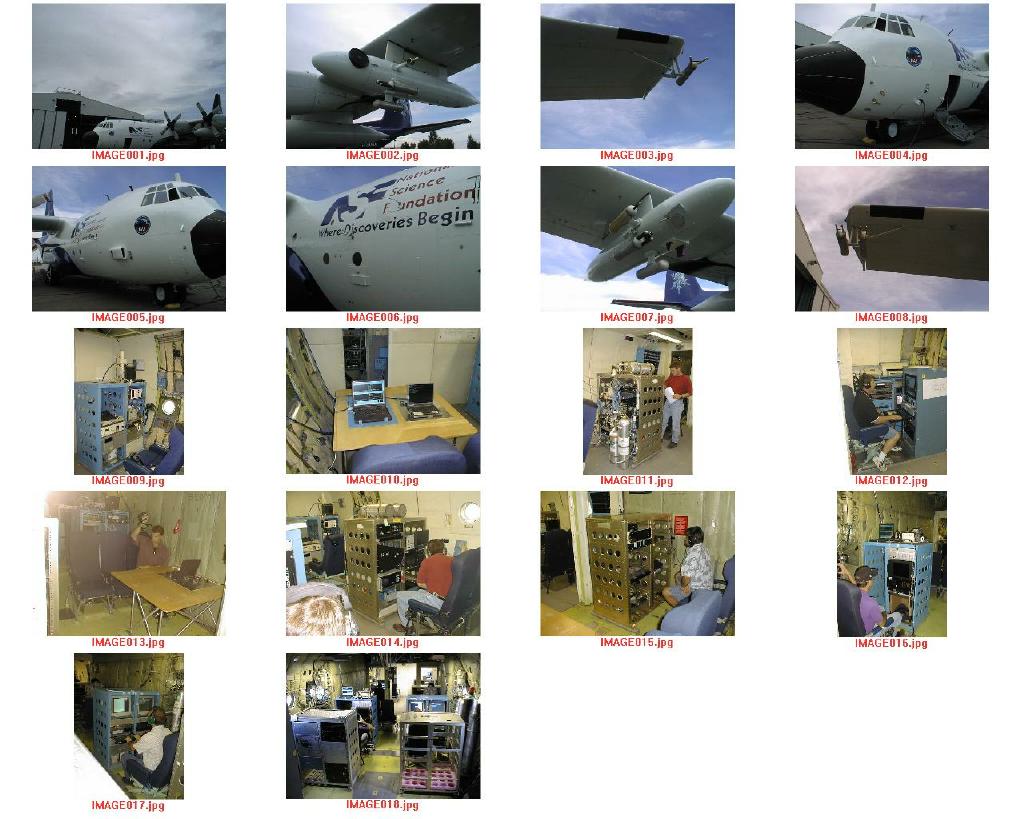 IMAGE001.jpg
IMAGE002.jpg
IMAGE003.jpg
IMAGE004.jpg
National
Science
NSF Foundation
Where Discoveries Begin
IMAGE005.jpg
IMAGE006.jpg
IMAGE007.jpg
IMAGE008.jpg
IMAGE009.jpg
IMAGE010.jpg
IMAGE011.jpg
IMAGE012.jpg
IMAGE013.jpg
IMAGE014.jpg
IMAGE015.jpg
IMAGE016.jpg
IMAGE017.jpg
IMAGE018.jpg